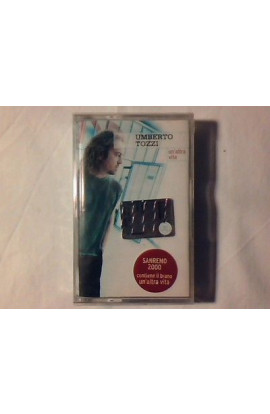 UMBERTO
TOZZI
un'altra
vita
SANREMO
2000
contiene il brano
un'altra vita